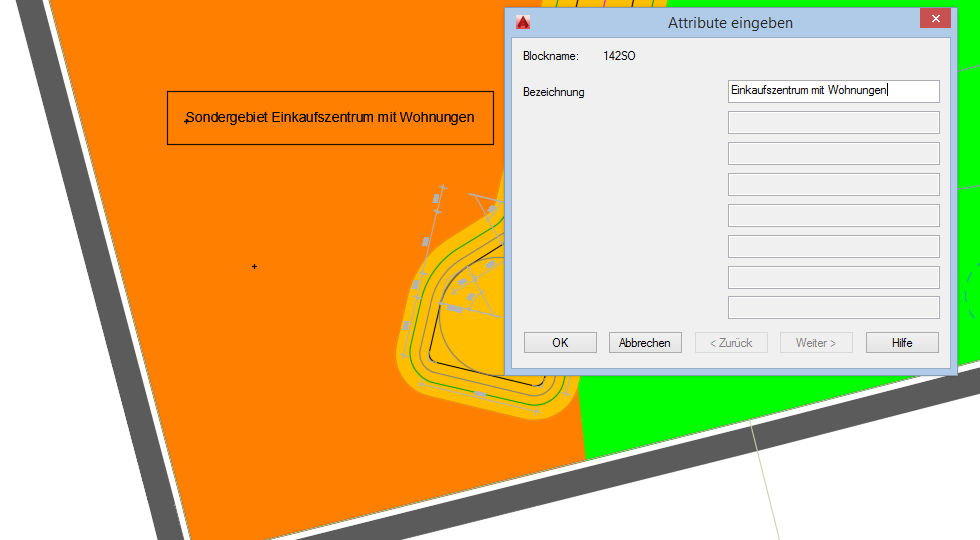 Attribute eingeben
Blockname: 142SO
Bezeichnung Einkaufszentrum mit Wohnungen
Sondergebiet Einkaufszentrum mit Wohnungen
OK Abbrechen < Zurück Weiter > Hilfe